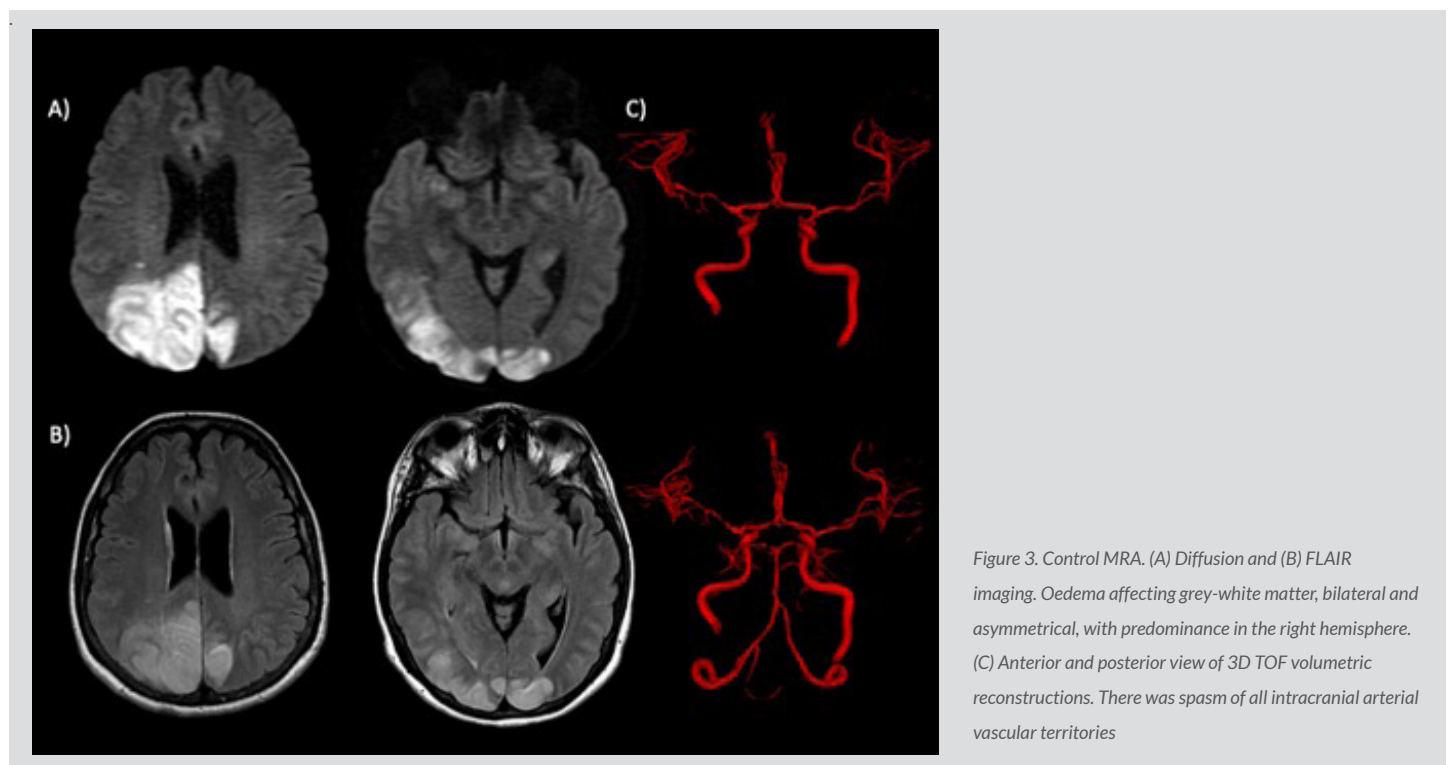 A)
C)
B)
Figure 3. Control MRA. (A) Diffusion and (B) FLAIR
imaging. Oedema affecting grey-white matter, bilateral and
asymmetrical, with predominance in the right hemisphere.
(C) Anterior and posterior view of 3D TOF volumetric
reconstructions. There was spasm of all intracranial arterial
vascular territories